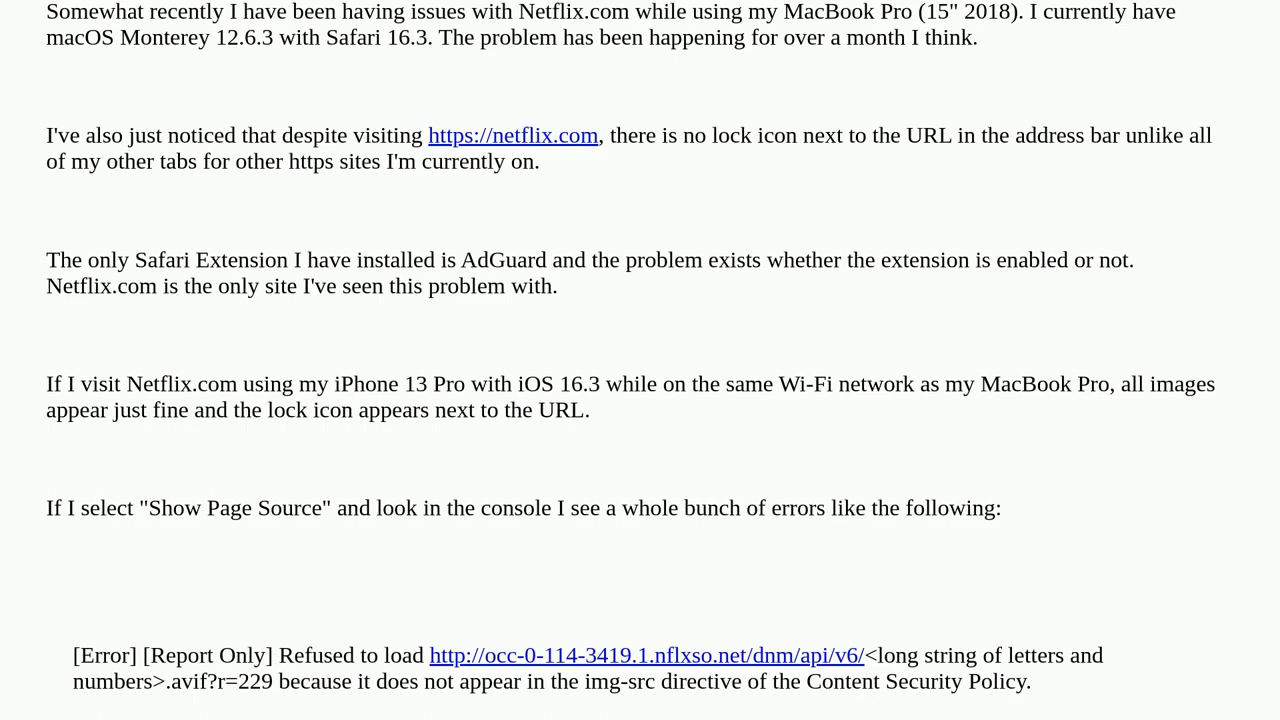 Somewhat recently I have been having issues with Netflix.com while using my MacBook Pro (15" 2018). I currently have
macOS Monterey 12.6.3 with Safari 16.3. The problem has been happening for over a month I think.
I've also just noticed that despite visiting https://netflix.com, there is no lock icon next to the URL in the address bar unlike all
of my other tabs for other https sites I'm currently on.
The only Safari Extension I have installed is AdGuard and the problem exists whether the extension is enabled or not.
Netflix.com is the only site I've seen this problem with.
If I visit Netflix.com using my iPhone 13 Pro with iOS 16.3 while on the same Wi-Fi network as my MacBook Pro, all images
appear just fine and the lock icon appears next to the URL.
If I select "Show Page Source" and look in the console I see a whole bunch of errors like the following:
[Error] [Report Only] Refused to load http://occ-0-114-3419.1.nflxso.net/dnm/api/v6/<long string of letters and
numbers>.avif?r=229 because it does not appear in the img-src directive of the Content Security Policy.